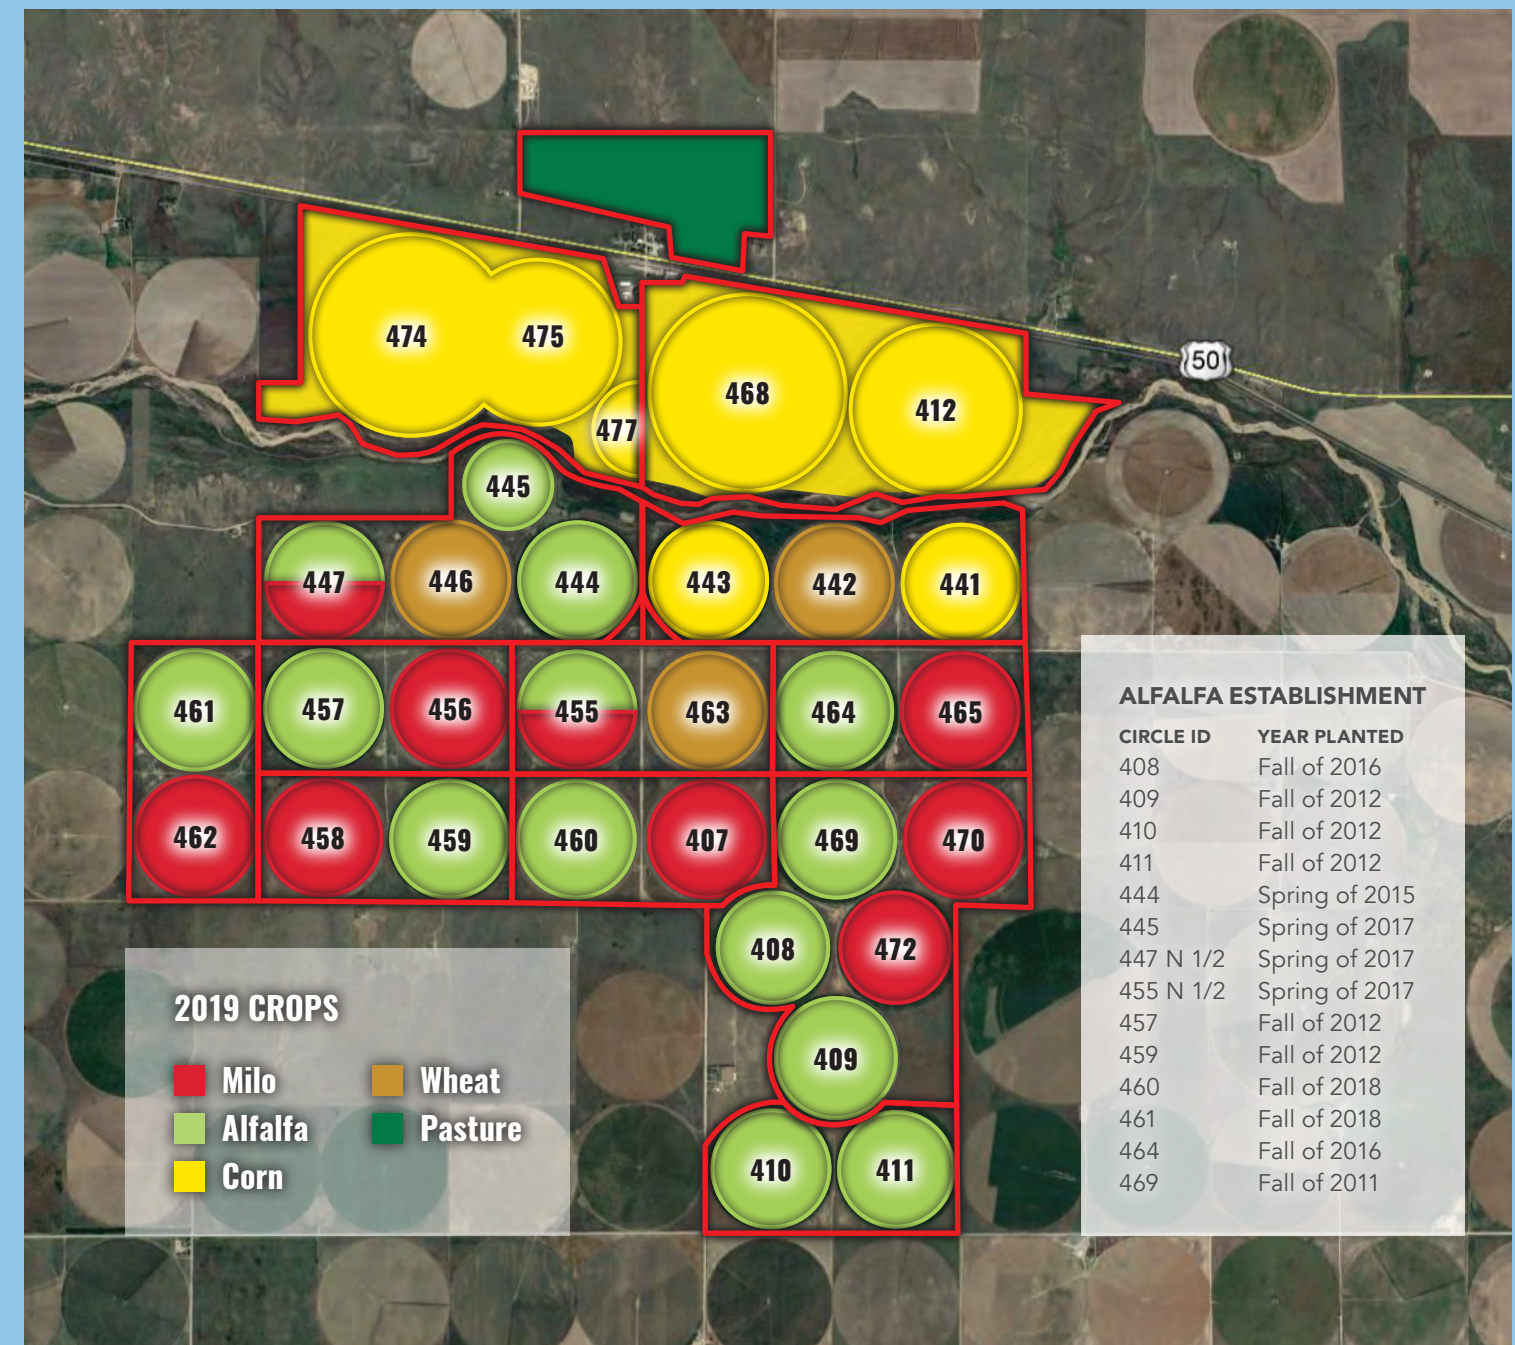 474
475
468
412
477
50
445
447
446
444
443
442
441
461
457
456
455
463
464
465
462
458
459
460
407
469
470
408
472
409
410
411
2019 CROPS
Milo
Alfalfa
Corn
Wheat
Pasture
ALFALFA ESTABLISHMENT
CIRCLE ID YEAR PLANTED
408 Fall of 2016
409 Fall of 2012
410 Fall of 2012
411 Fall of 2012
444 Spring of 2015
445 Spring of 2017
447 N 1/2 Spring of 2017
455 N 1/2 Spring of 2017
457 Fall of 2012
459 Fall of 2012
460 Fall of 2018
461 Fall of 2018
464 Fall of 2016
469 Fall of 2011